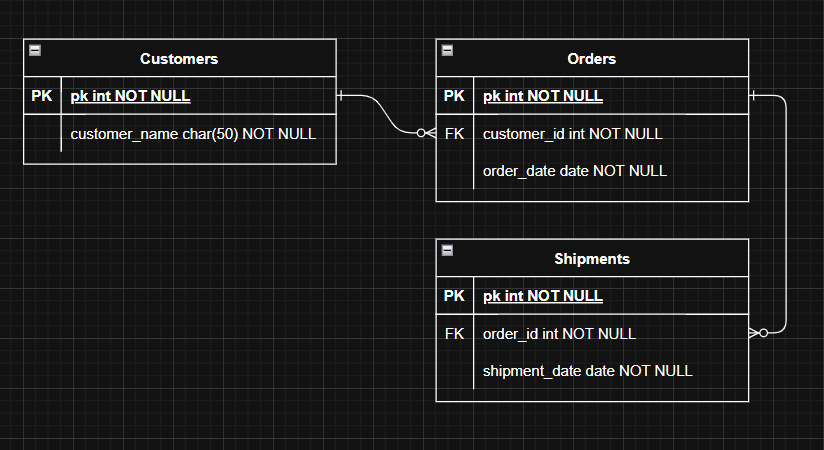 Customers
PK pk int NOT NULL
customer_name char(50) NOT NULL
Orders
PK pk int NOT NULL
FK customer_id int NOT NULL
order_date date NOT NULL
Shipments
PK pk int NOT NULL
FK order_id int NOT NULL
shipment_date date NOT NULL